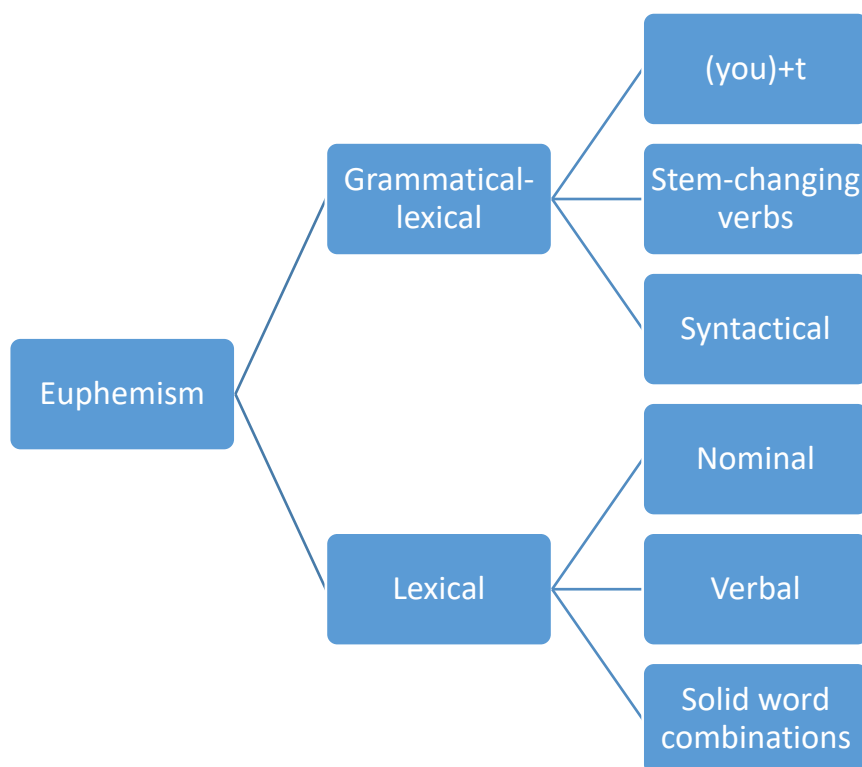 Euphemism
Grammatical-
lexical
(you)+t
Stem-changing
verbs
Syntactical
Lexical
Nominal
Verbal
Solid word
combinations